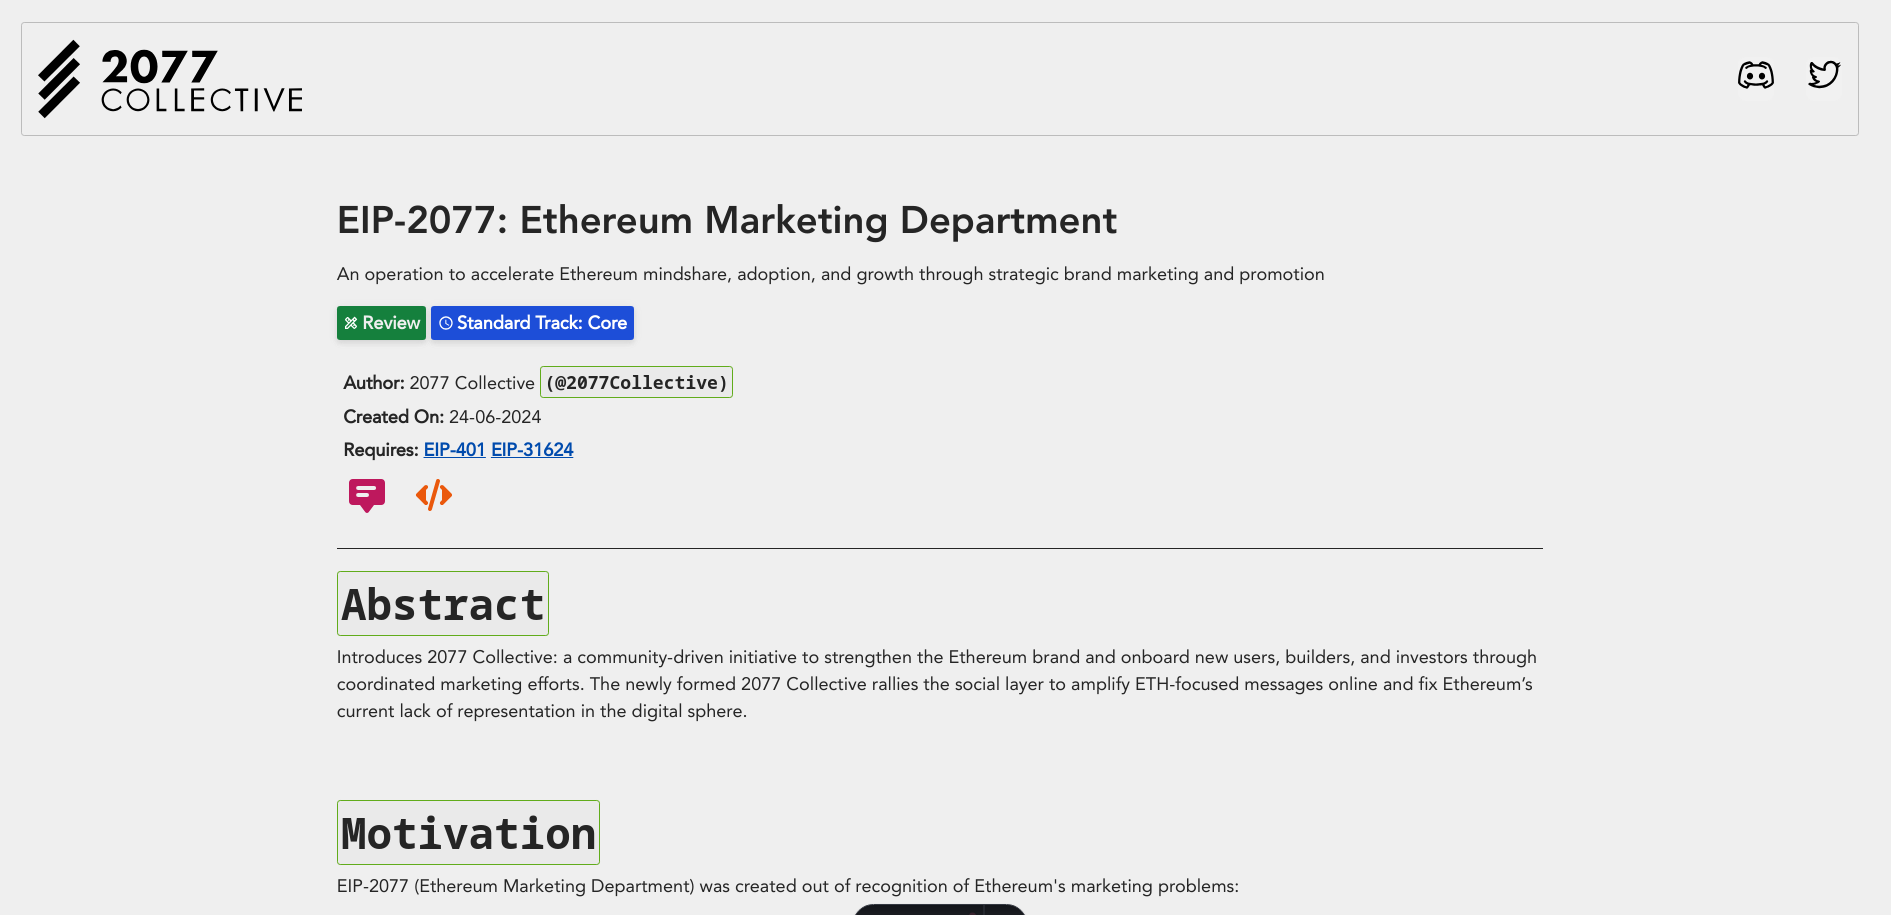 2077
COLLECTIVE
EIP-2077: Ethereum Marketing Department
An operation to accelerate Ethereum mindshare, adoption, and growth through strategic brand marketing and promotion
Review Standard Track: Core
Author: 2077 Collective (@2077Collective)
Created On: 24-06-2024
Requires: EIP-401 EIP-31624
Abstract
Introduces 2077 Collective: a community-driven initiative to strengthen the Ethereum brand and onboard new users, builders, and investors through
coordinated marketing efforts. The newly formed 2077 Collective rallies the social layer to amplify ETH-focused messages online and fix Ethereum’s
current lack of representation in the digital sphere.
Motivation
EIP-2077 (Ethereum Marketing Department) was created out of recognition of Ethereum's marketing problems: